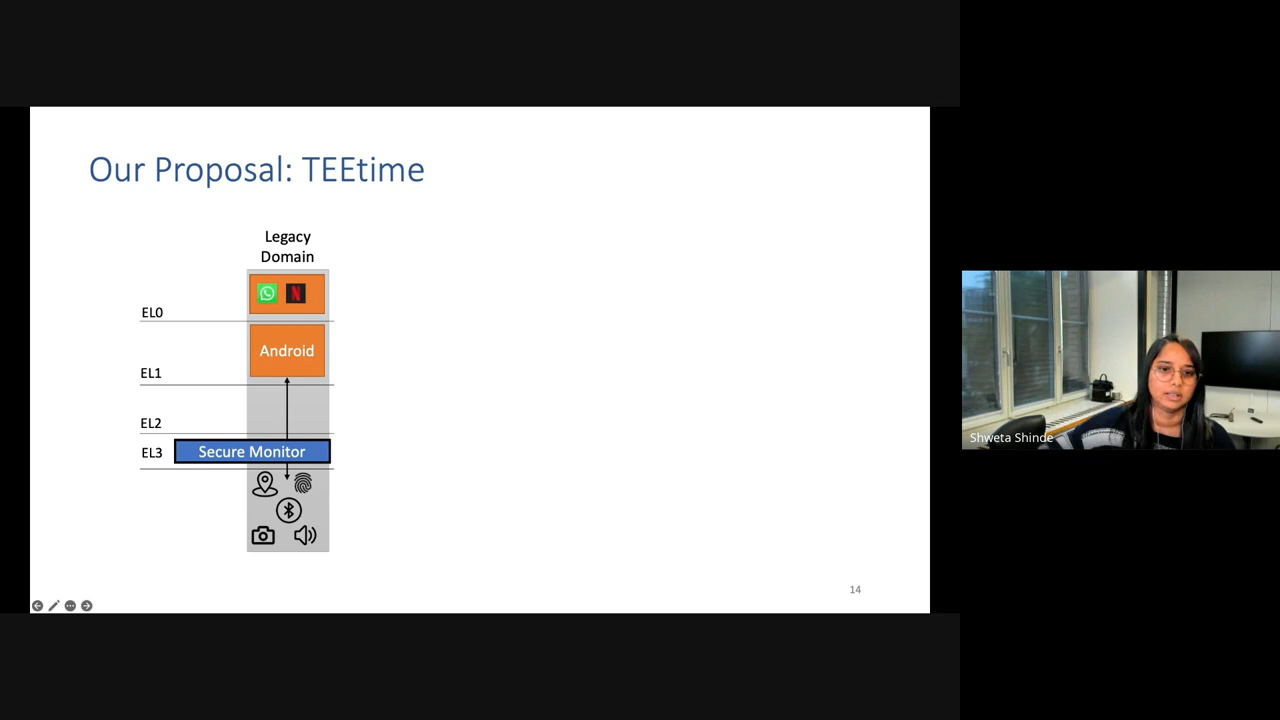 Our Proposal: TEEtime
Legacy
Domain
N
EL0
Android
EL1
EL2
EL3
Secure Monitor
14
Shweta Shinde